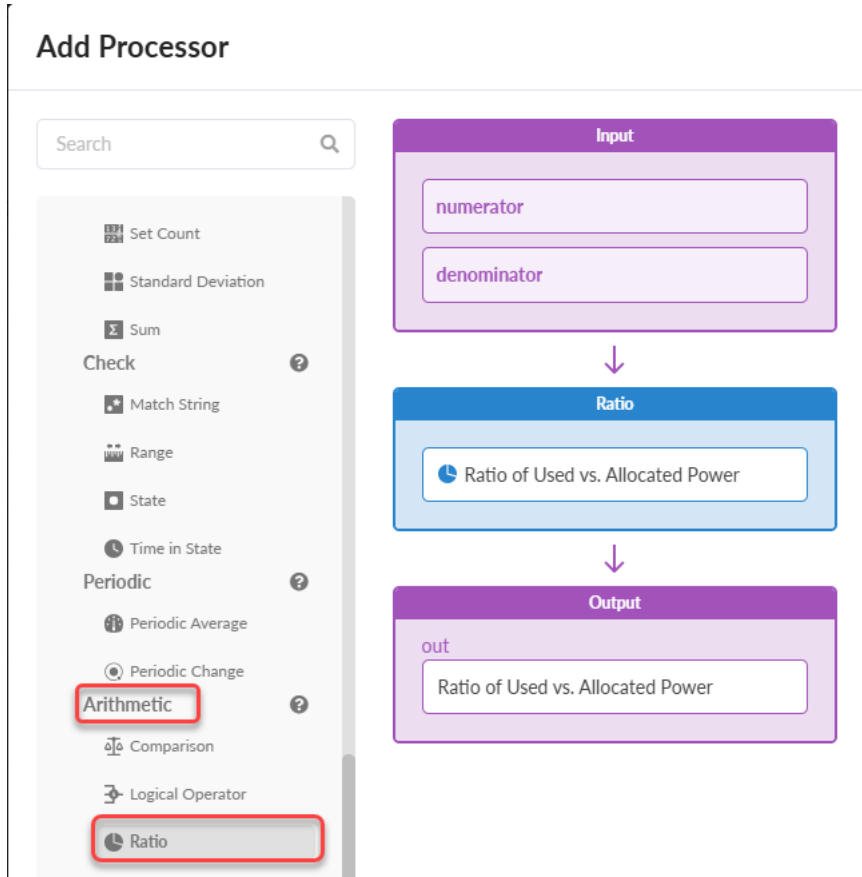 Add Processor
Search
Set Count
Standard Deviation
Sum
Check
Match String
Range
State
Time in State
Periodic
Periodic Average
Periodic Change
Arithmetic
Comparison
Logical Operator
Ratio
Input
numerator
denominator
Ratio
Ratio of Used vs. Allocated Power
Output
out
Ratio of Used vs. Allocated Power